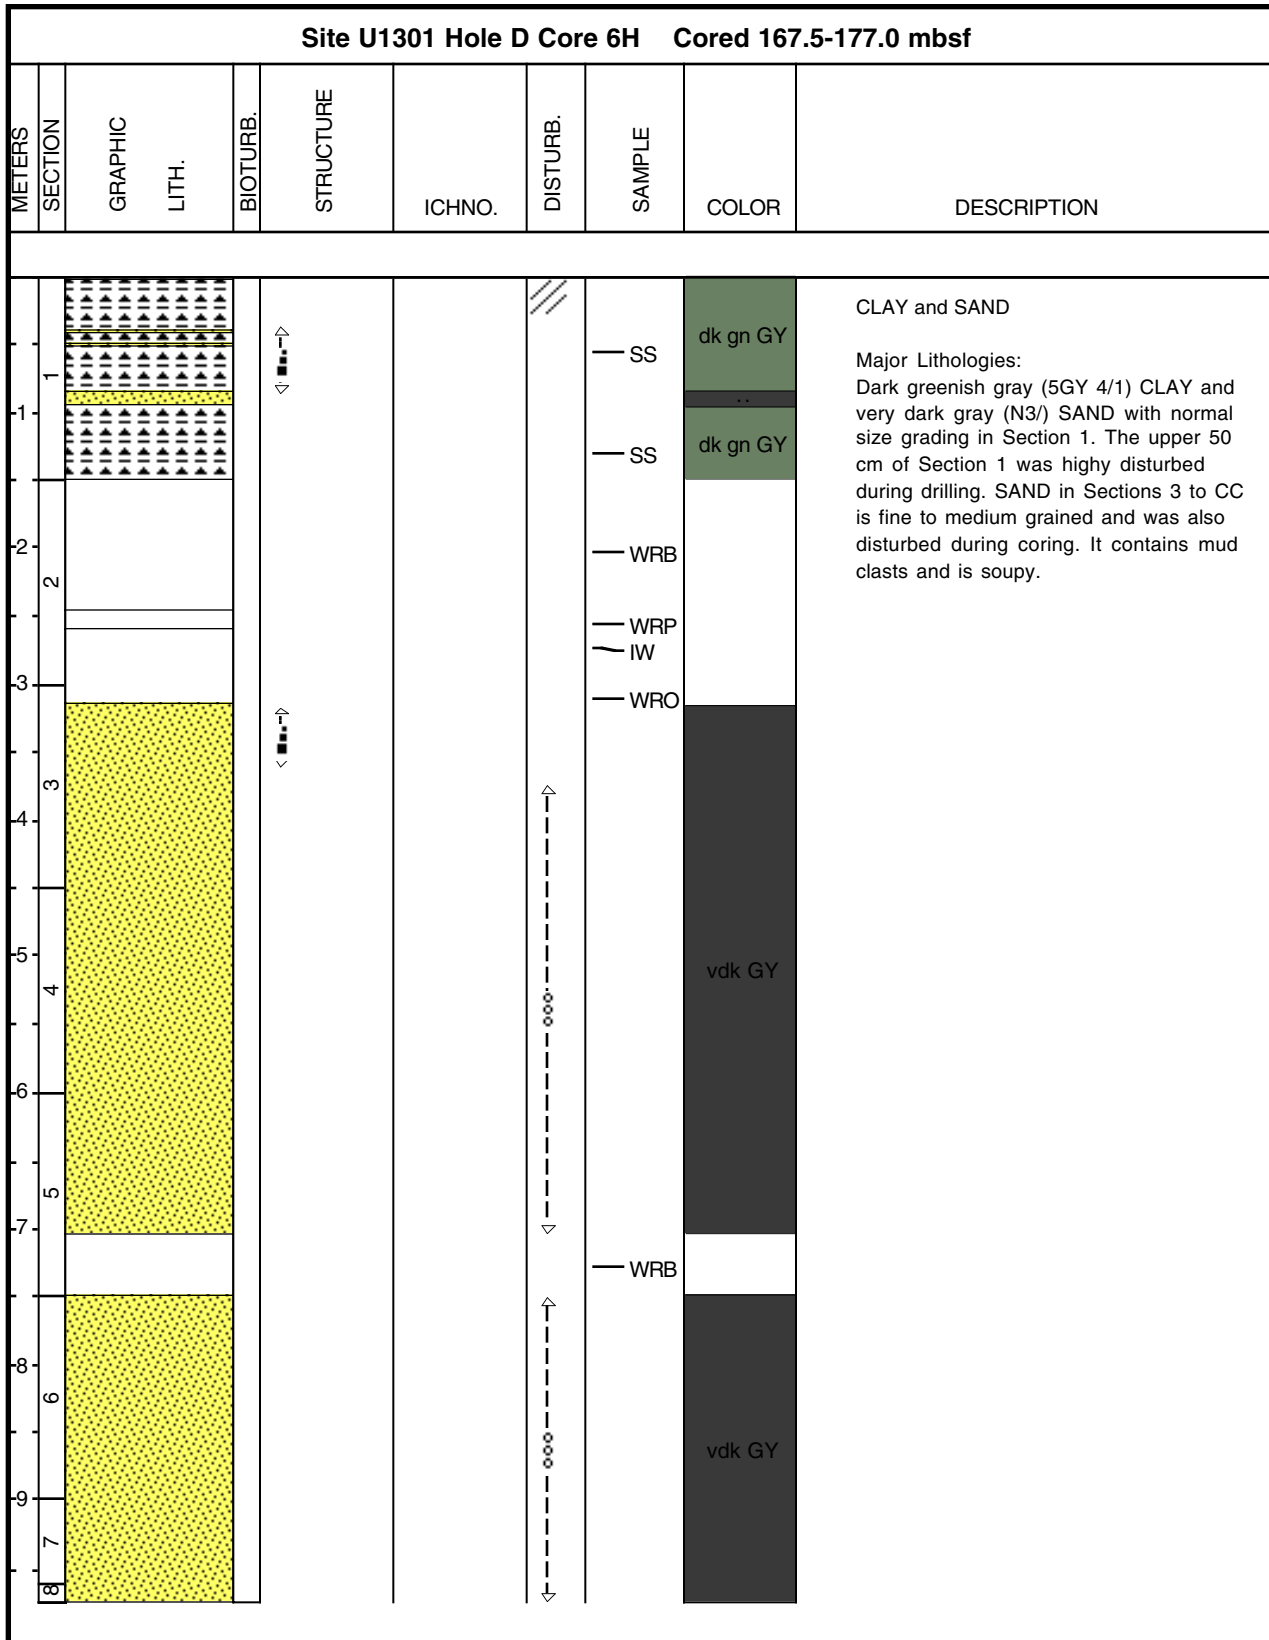 Site U1301 Hole D Core 6H    Cored 167.5-177.0 mbsf
METERS
SECTION
GRAPHIC
LITH.
BIOTURB.
STRUCTURE
ICHNO.
DISTURB.
SAMPLE
COLOR
DESCRIPTION
1
2
3
4
5
6
7
8
9
1
2
3
4
5
6
7
8
SS
SS
WRB
WRP
IW
WRO
WRB
dk gn GY
..
dk gn GY
vdk GY
vdk GY
CLAY and SAND
Major Lithologies:
Dark greenish gray (5GY 4/1) CLAY and
very dark gray (N3/) SAND with normal
size grading in Section 1. The upper 50
cm of Section 1 was highy disturbed
during drilling. SAND in Sections 3 to CC
is fine to medium grained and was also
disturbed during coring. It contains mud
clasts and is soupy.